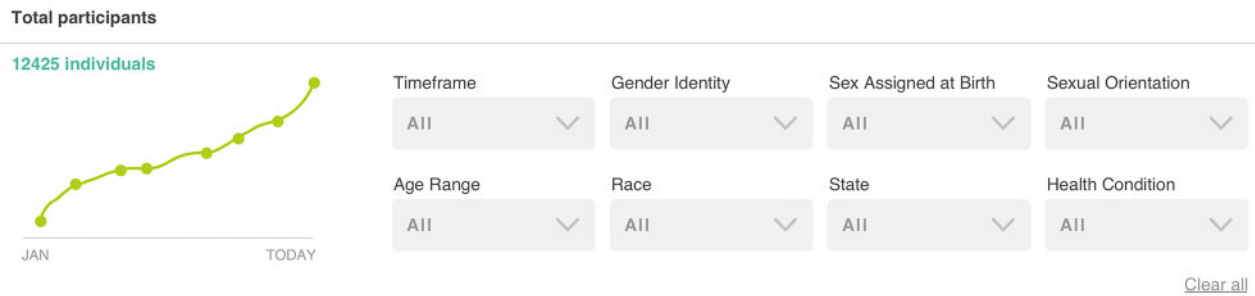 Total participants
12425 individuals
JAN TODAY
Timeframe Gender Identity Sex Assigned at Birth Sexual Orientation
All All All All
Age Range Race State Health Condition
All All All All
Clear all